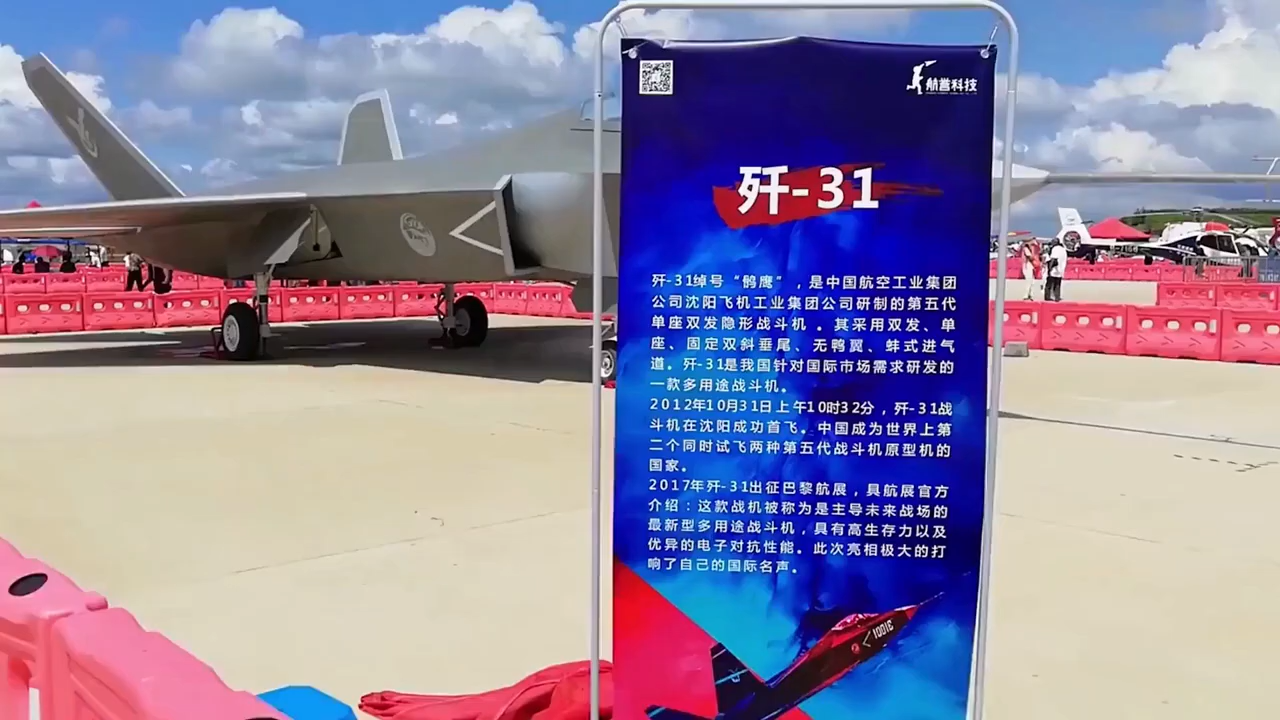 航誉科技
歼-31
歼-31绰号“鹘鹰”，是中国航空工业集团
公司沈阳飞机工业集团公司研制的第五代
单座双发隐形战斗机 。其采用双发、单
座、固定双斜垂尾、无鸭翼、蚌式进气
道。歼-31是我国针对国际市场需求研发的
一款多用途战斗机。
2012年10月31日上午10时32分，歼-31战
斗机在沈阳成功首飞。中国成为世界上第
二个同时试飞两种第五代战斗机原型机的
国家。
2017年歼-31出征巴黎航展，具航展官方
介绍：这款战机被称为是主导未来战场的
最新型多用途战斗机，具有高生存力以及
优异的电子对抗性能。此次亮相极大的打
响了自己的国际名声。
31001